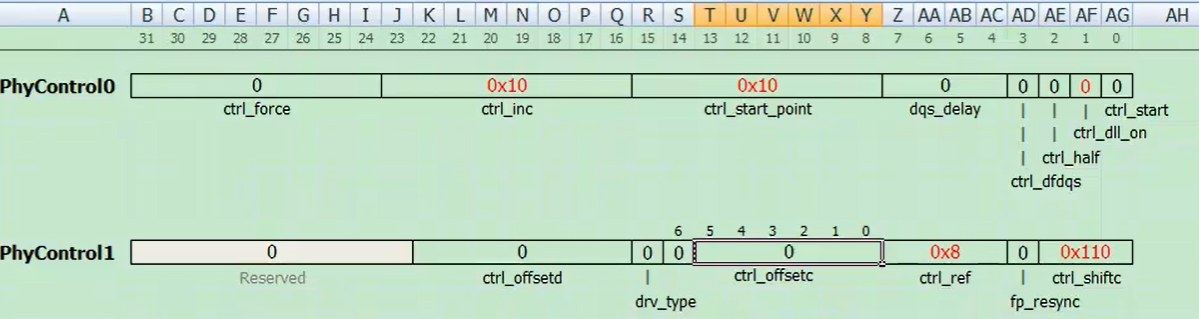 A B C D E F G H I J K L M N O P Q R S T U V W X Y Z AA AB AC AD AE AF AG AH
31 30 29 28 27 26 25 24 23 22 21 20 19 18 17 16 15 14 13 12 11 10 9 8 7 6 5 4 3 2 1 0
PhyControl0 0 0x10 0x10 0 0 0 0 0
ctrl_force ctrl_inc ctrl_start_point dqs_delay | | | ctrl_start
| | ctrl_dll_on
| ctrl_half
ctrl_dfdqs
6 5 4 3 2 1 0
PhyControl1 0 0 0 0 0 0x8 0 0x110
Reserved ctrl_offsetd | ctrl_offsetc ctrl_ref | ctrl_shiftc
drv_type fp_resync